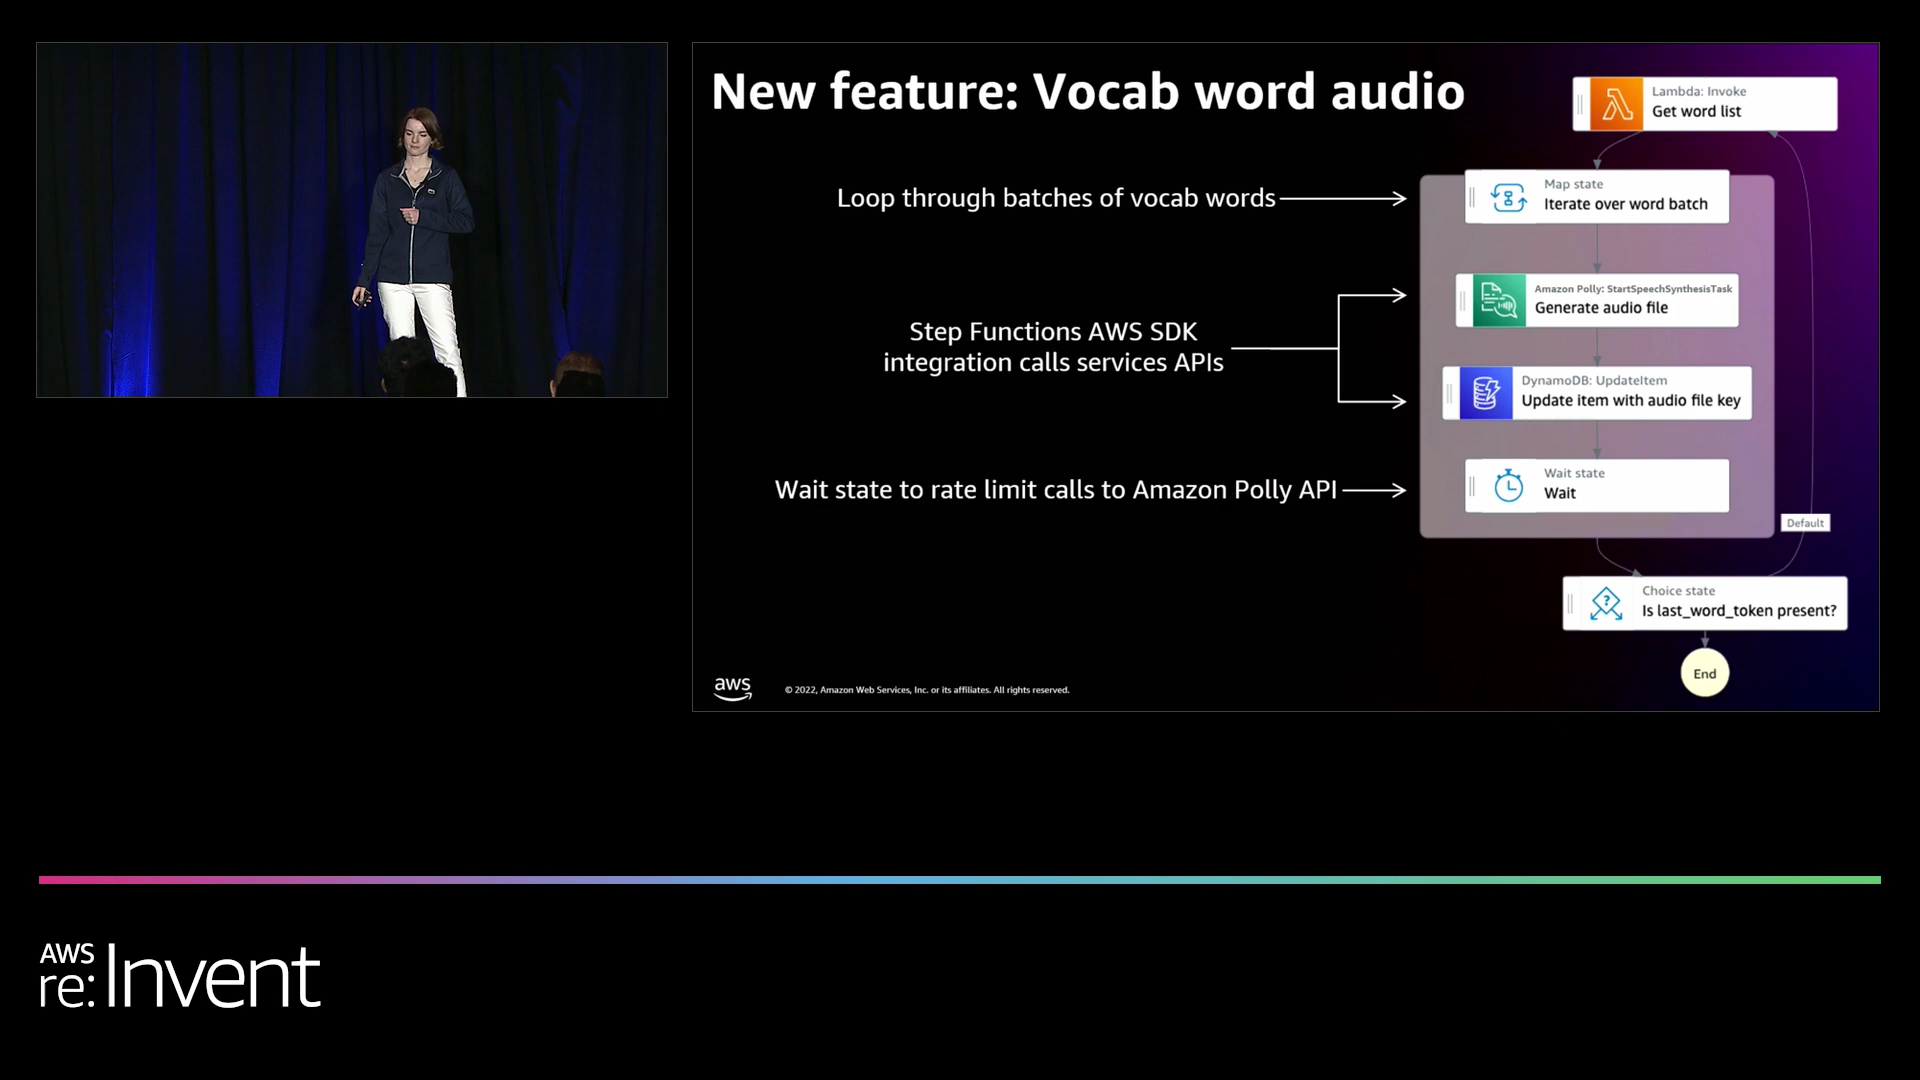 New feature: Vocab word audio
Lambda: Invoke
Get word list
Loop through batches of vocab words
Map state
Iterate over word batch
Step Functions AWS SDK
integration calls services APIs
Amazon Polly: StartSpeechSynthesisTask
Generate audio file
DynamoDB: UpdateItem
Update item with audio file key
Wait state to rate limit calls to Amazon Polly API
Wait state
Wait
Default
Choice state
Is last_word_token present?
End
aws
© 2022, Amazon Web Services, Inc. or its affiliates. All rights reserved.
AWS
re:Invent